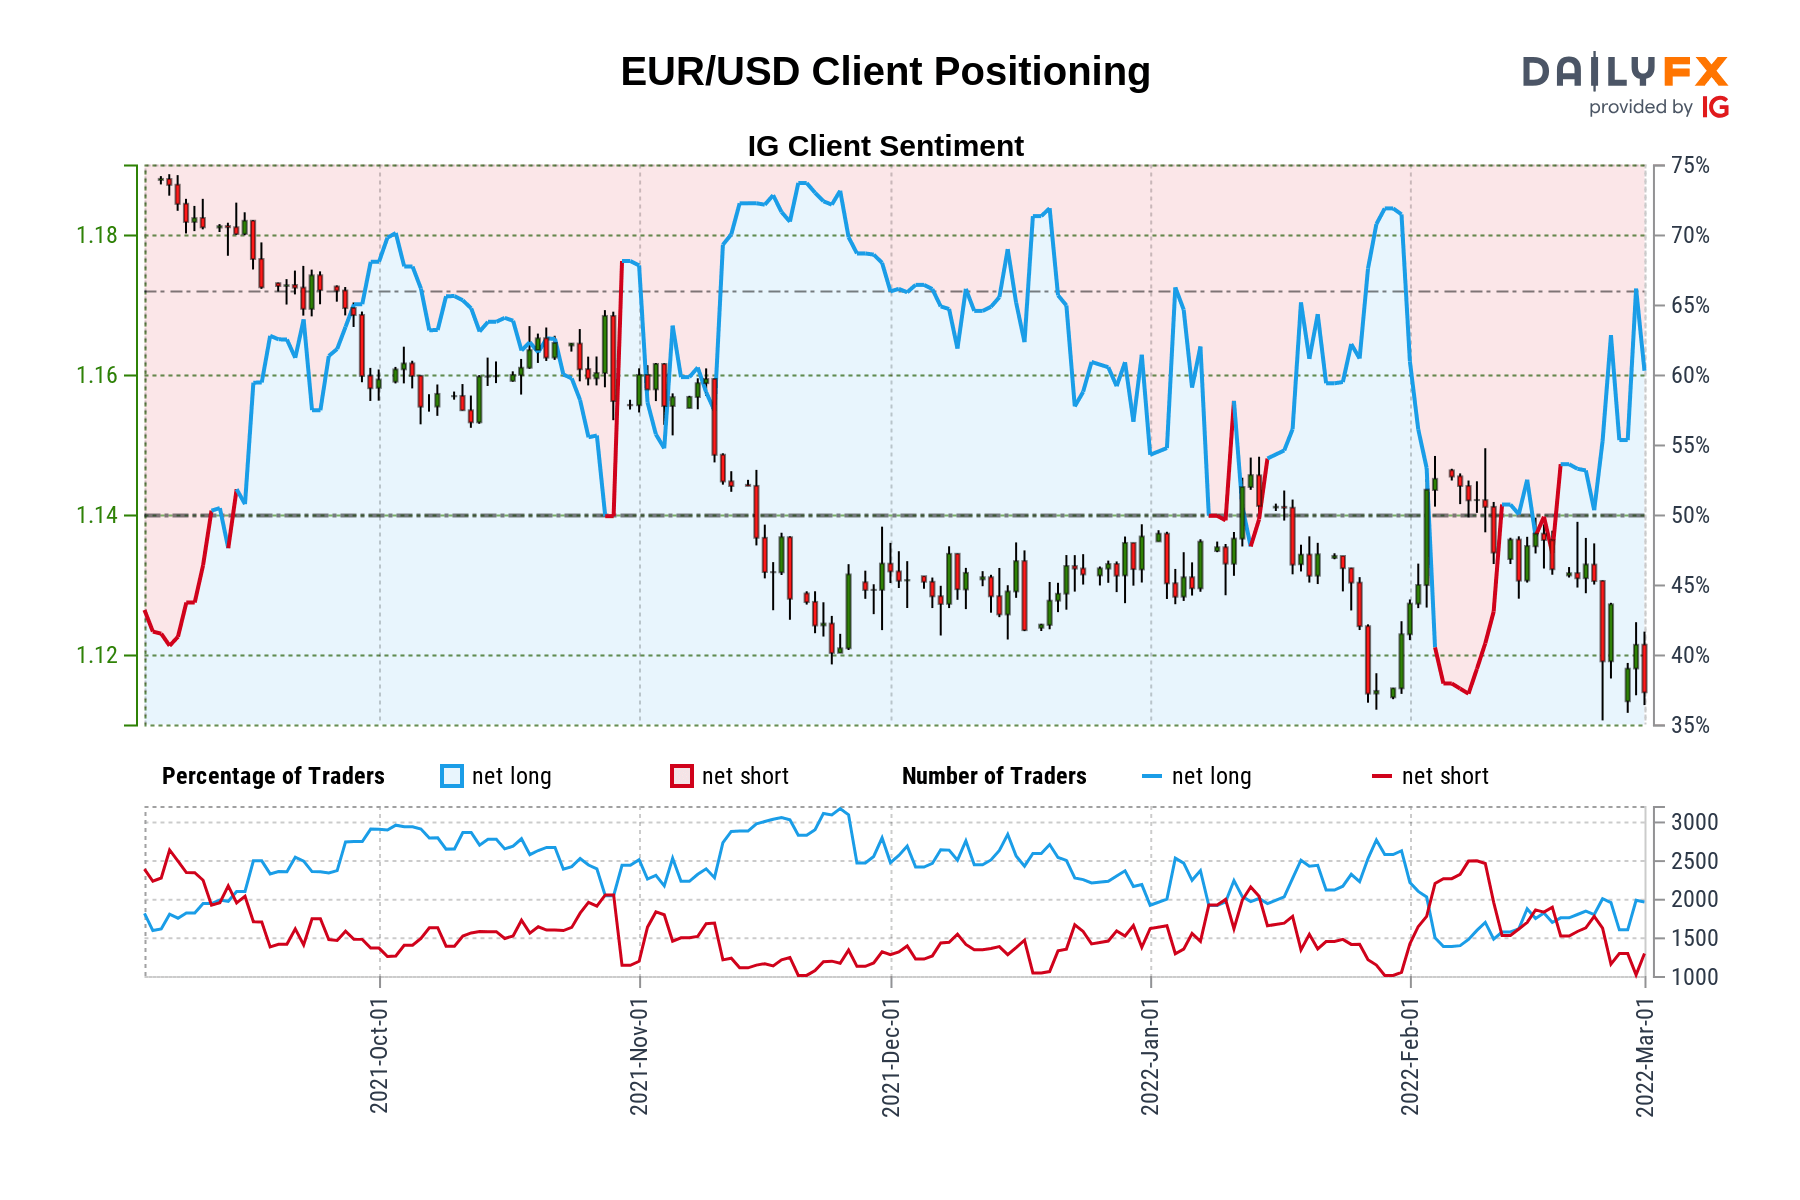 EUR/USD Client Positioning
DAILYFX
provided by IG
IG Client Sentiment
75%
1.18
70%
65%
1.16
60%
55%
1.14
50%
45%
1.12
40%
35%
Percentage of Traders
net long
net short
Number of Traders
net long
net short
3000
2500
2000
1500
1000
2021-Oct-01
2021-Nov-01
2021-Dec-01
2022-Jan-01
2022-Feb-01
2022-Mar-01